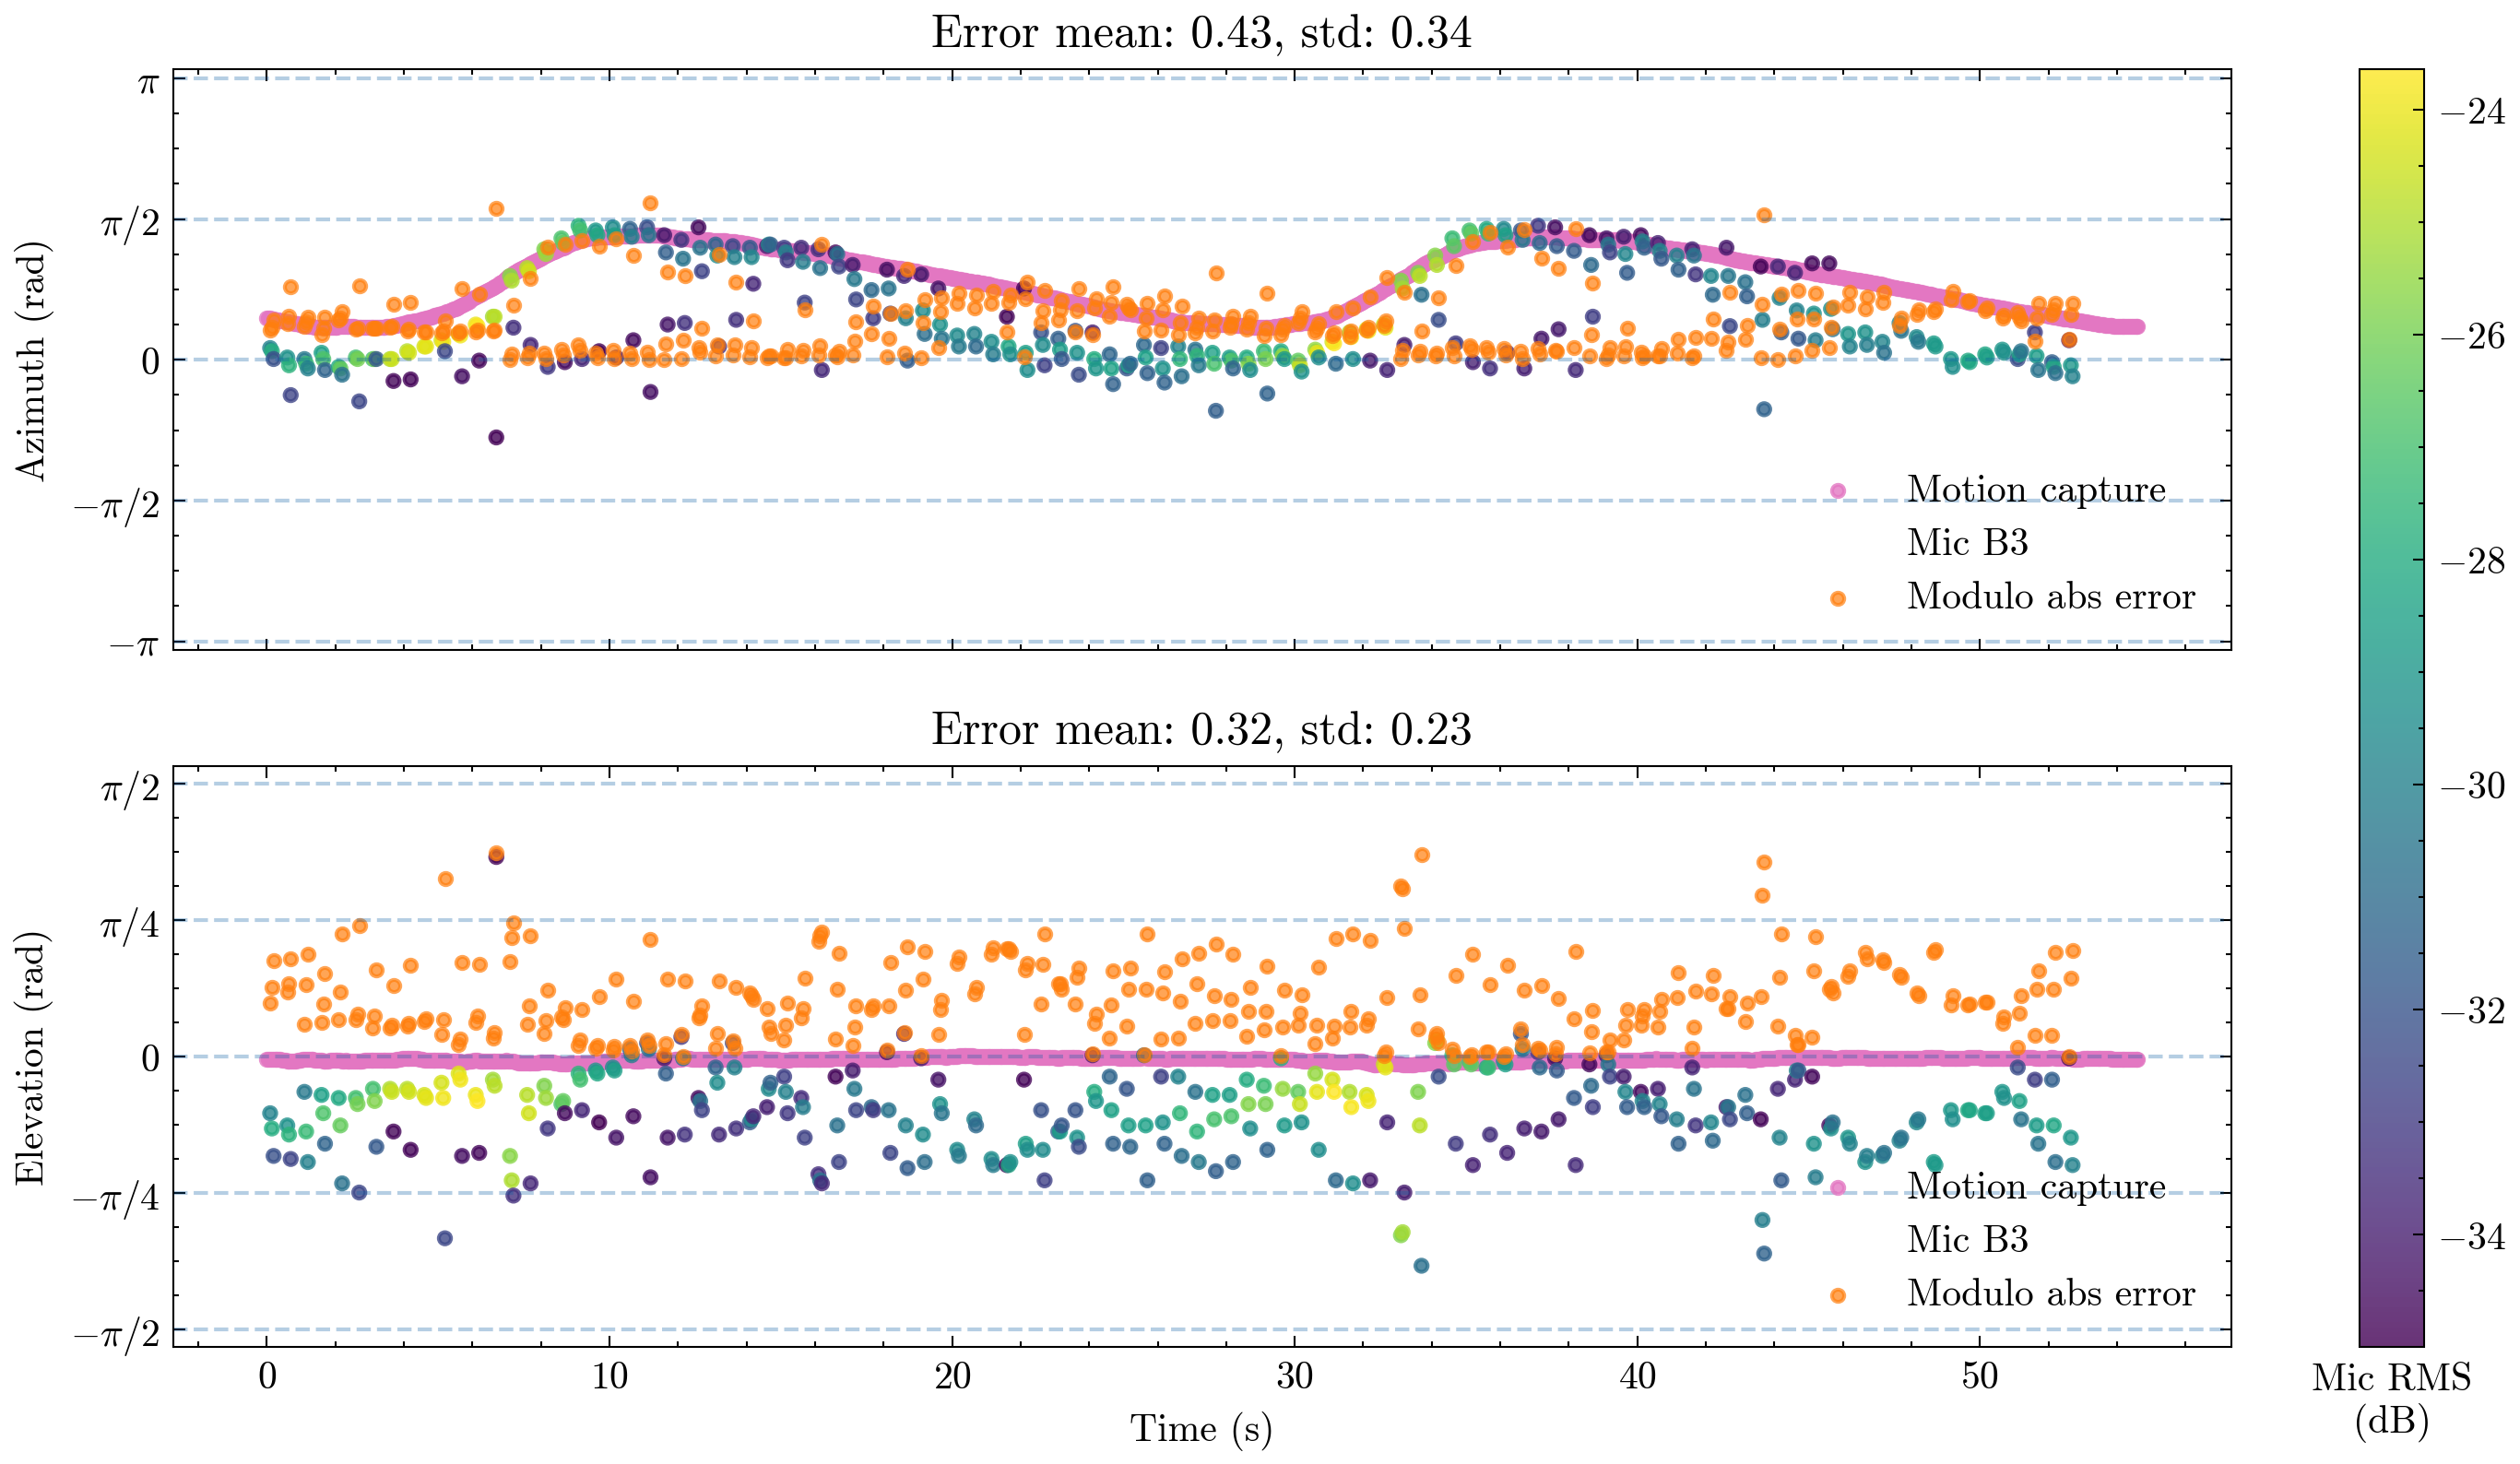 Error mean: 0.43, std: 0.34
π
π/2
0
−π/2
−π
Azimuth (rad)
Motion capture
Mic B3
Modulo abs error
Error mean: 0.32, std: 0.23
π/2
π/4
0
−π/4
−π/2
Elevation (rad)
Motion capture
Mic B3
Modulo abs error
0 10 20 30 40 50
Time (s)
−24
−26
−28
−30
−32
−34
Mic RMS
(dB)